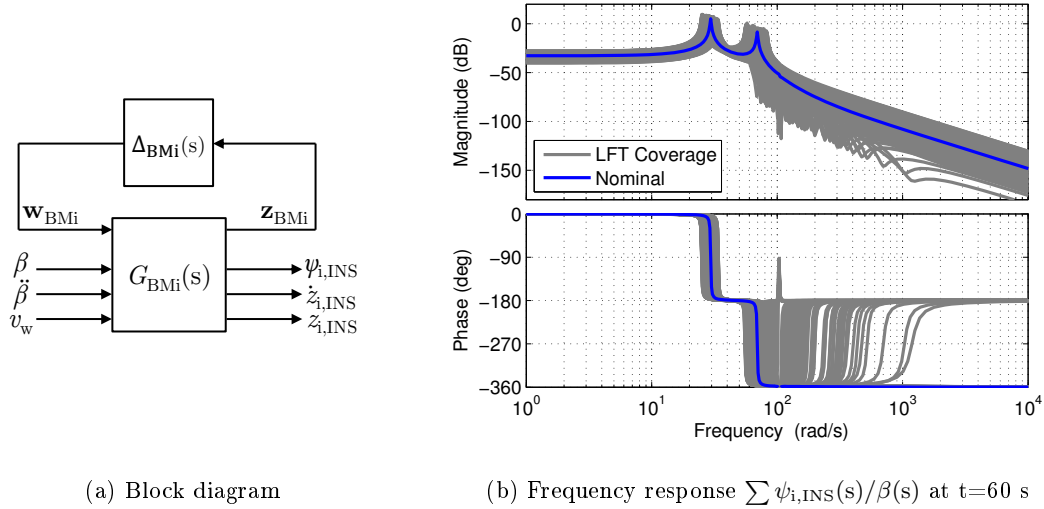 Δ_BMi(s)
w_BMi
z_BMi
β
β̈
v_w
G_BMi(s)
ψ_i,INS
ż_i,INS
z_i,INS
(a) Block diagram
Magnitude (dB)
0
−50
−100
−150
LFT Coverage
Nominal
Phase (deg)
0
−90
−180
−270
−360
10^0
10^1
10^2
10^3
10^4
Frequency (rad/s)
(b) Frequency response ∑ ψ_i,INS(s)/β(s) at t=60 s